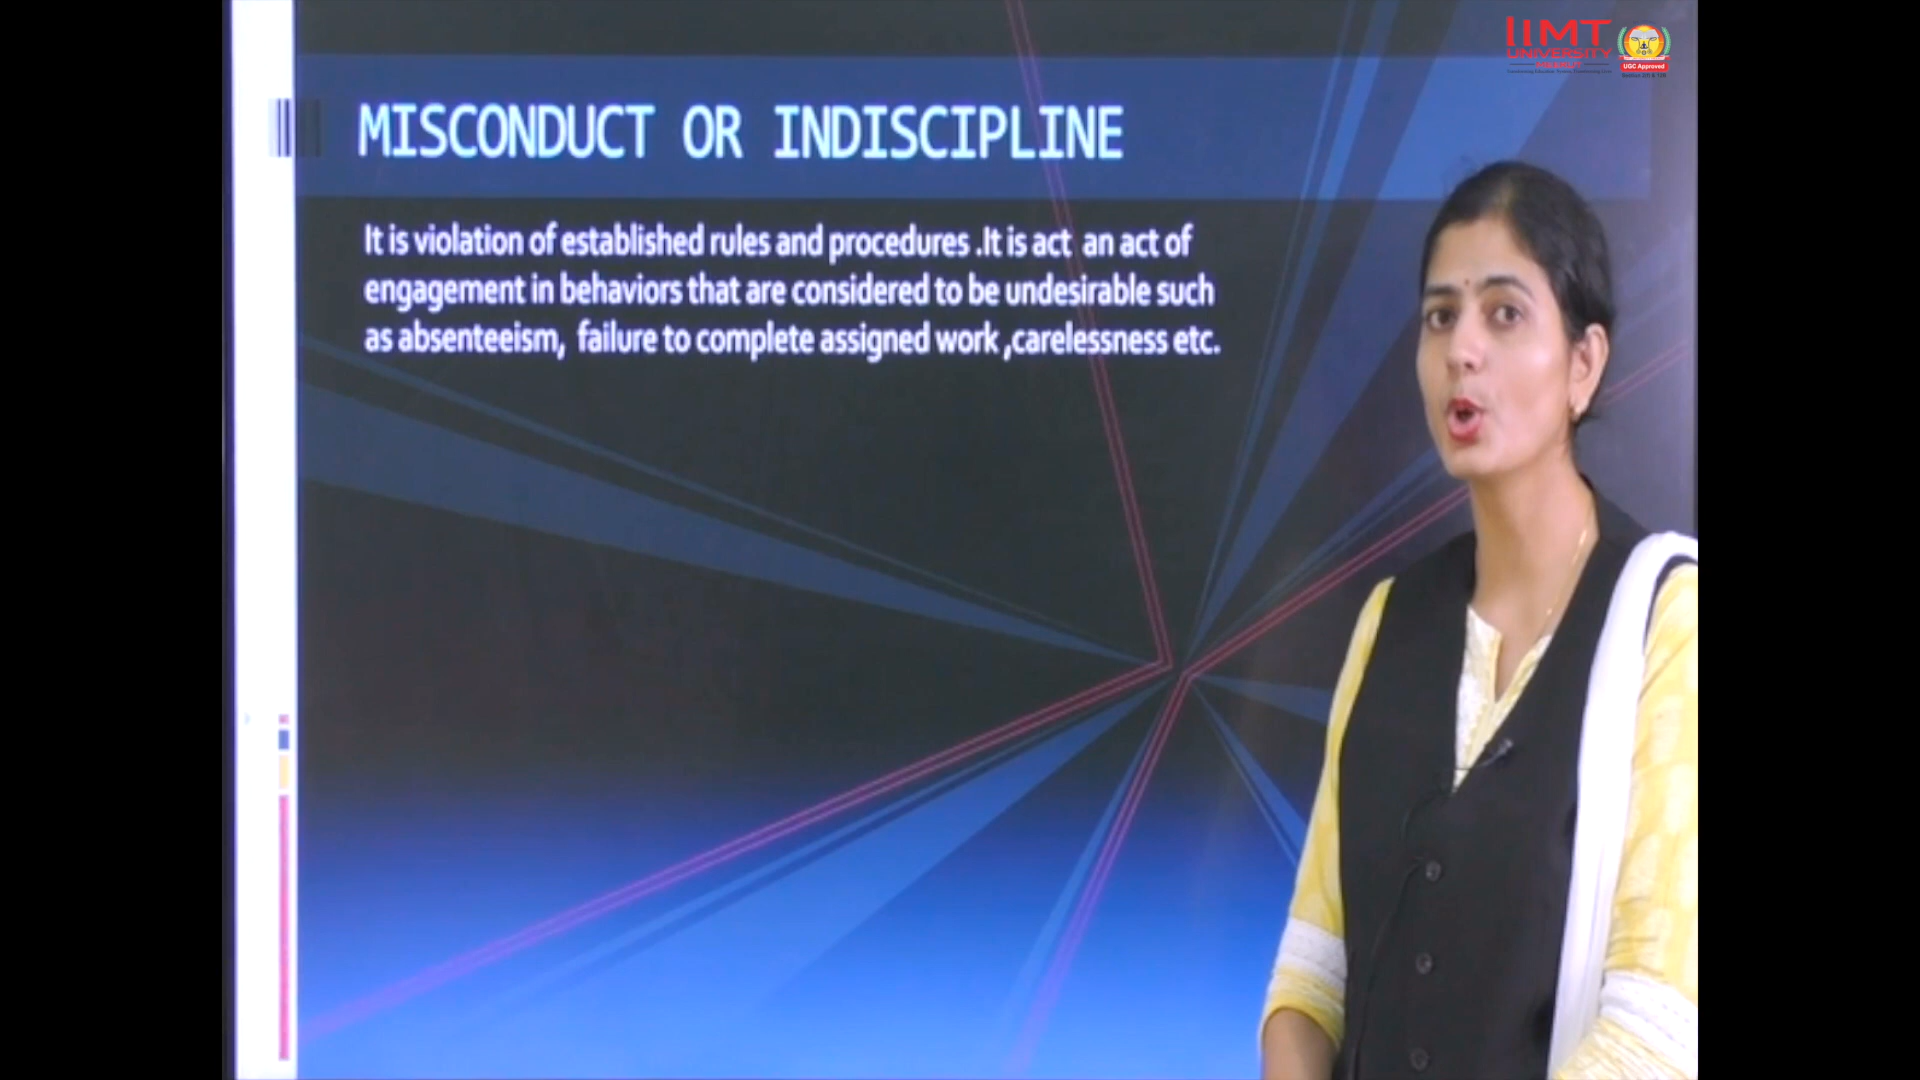 IIMT
UNIVERSITY
UGC Approved
MISCONDUCT OR INDISCIPLINE
It is violation of established rules and procedures .It is act an act of
engagement in behaviors that are considered to be undesirable such
as absenteeism, failure to complete assigned work ,carelessness etc.